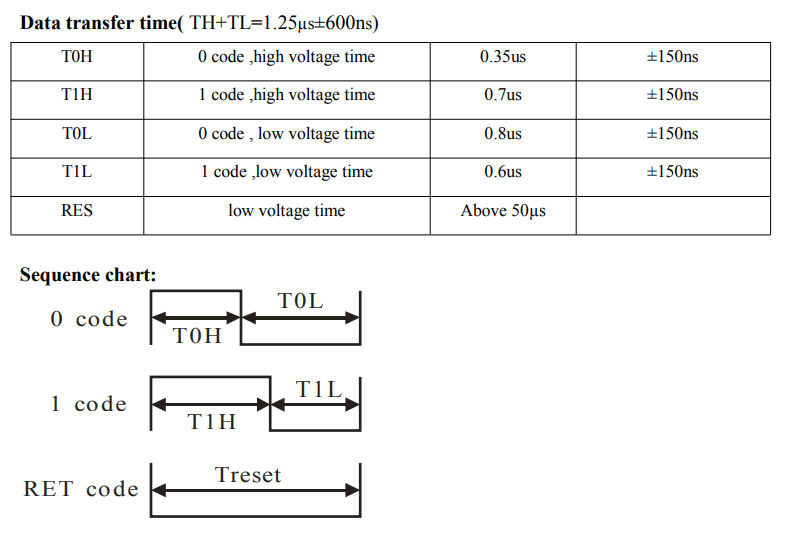 Data transfer time( TH+TL=1.25µs±600ns)
T0H 0 code ,high voltage time 0.35us ±150ns
T1H 1 code ,high voltage time 0.7us ±150ns
T0L 0 code , low voltage time 0.8us ±150ns
T1L 1 code ,low voltage time 0.6us ±150ns
RES low voltage time Above 50µs
Sequence chart:
0 code T0H T0L
1 code T1H T1L
RET code Treset